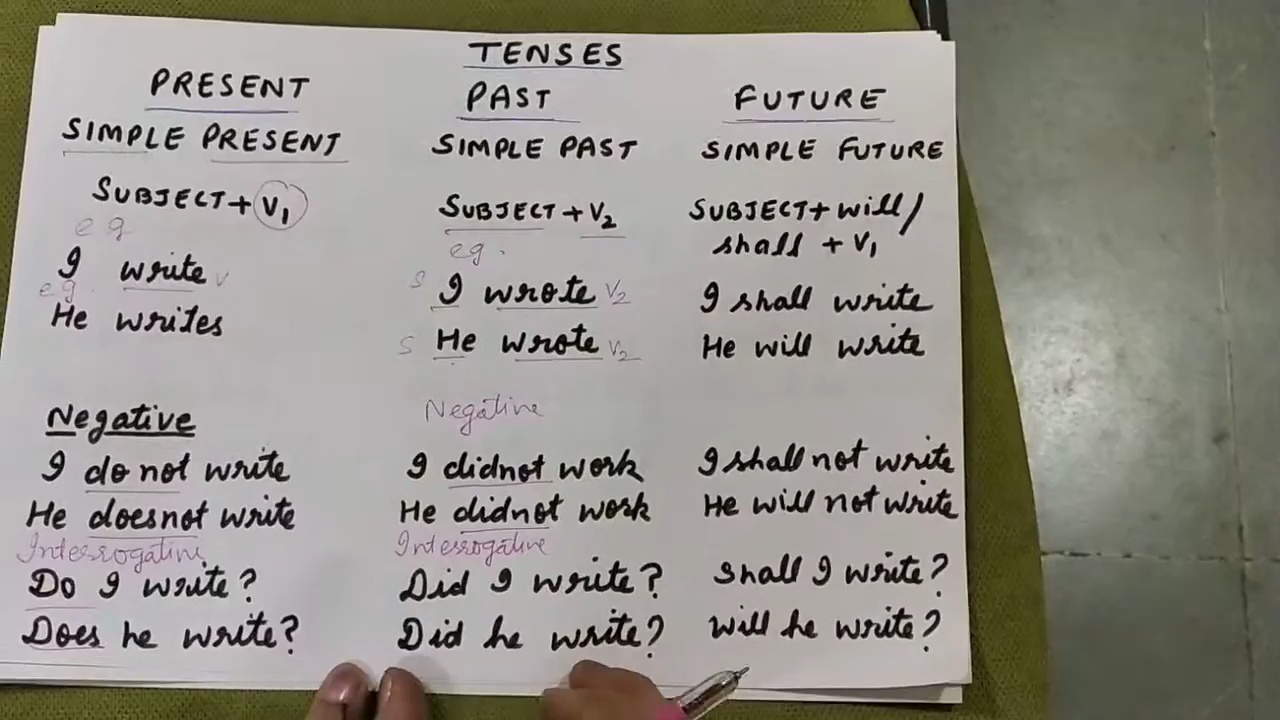 TENSES
PRESENT
SIMPLE PRESENT
SUBJECT + V1
eg
I write v
eg.
He writes
Negative
I do not write
He doesnot write
Interrogative
Do I write?
Does he write?
PAST
SIMPLE PAST
SUBJECT + V2
eg.
S I wrote V2
S He wrote V2
Negative
I didnot work
He didnot work
Interrogative
Did I write?
Did he write?
FUTURE
SIMPLE FUTURE
SUBJECT + will/
shall + V1
I shall write
He will write
I shall not write
He will not write
Shall I write?
Will he write?